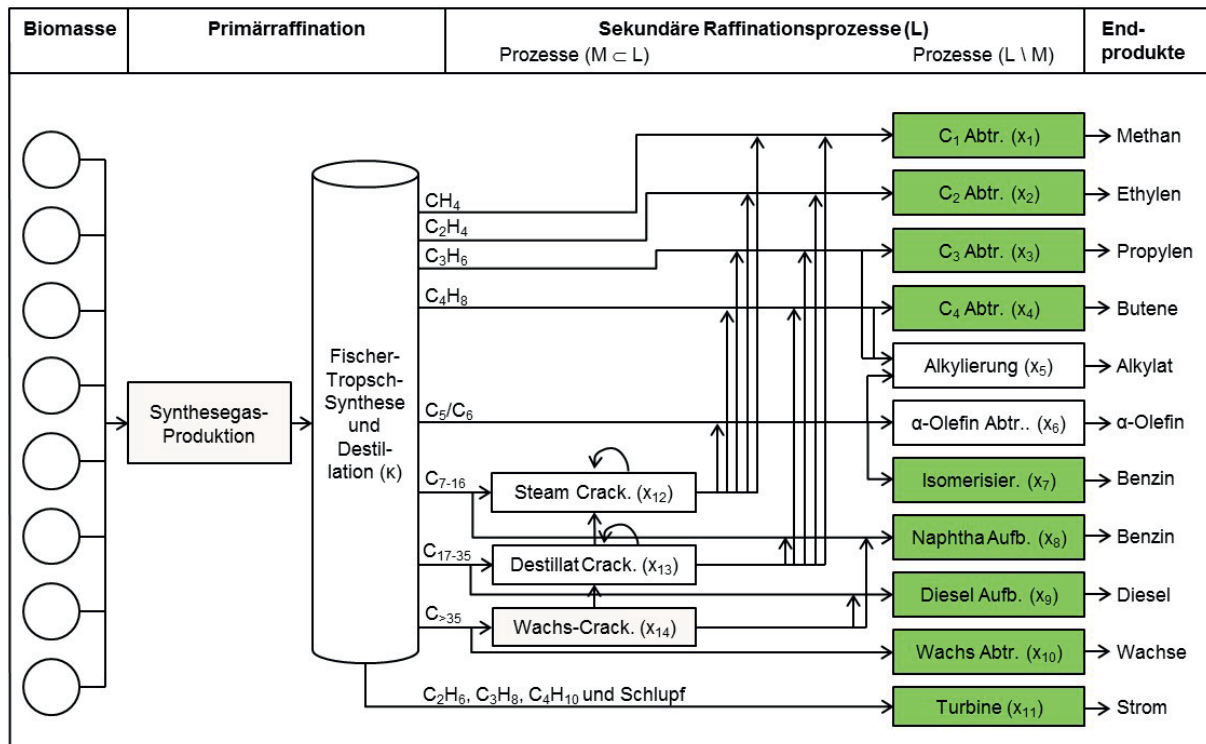 Biomasse
Primärraffination
Sekundäre Raffinationsprozesse (L)
Prozesse (M ⊂ L)
Prozesse (L \ M)
End-
produkte
Synthesegas-
Produktion
Fischer-
Tropsch-
Synthese
und
Destil-
lation (κ)
CH₄
C₂H₄
C₃H₆
C₄H₈
C₅/C₆
C₇₋₁₆
C₁₇₋₃₅
C>₃₅
C₂H₆, C₃H₈, C₄H₁₀ und Schlupf
Steam Crack. (x₁₂)
Destillat Crack. (x₁₃)
Wachs-Crack. (x₁₄)
C₁ Abtr. (x₁)
Methan
C₂ Abtr. (x₂)
Ethylen
C₃ Abtr. (x₃)
Propylen
C₄ Abtr. (x₄)
Butene
Alkylierung (x₅)
Alkylat
α-Olefin Abtr.. (x₆)
α-Olefin
Isomerisier. (x₇)
Benzin
Naphtha Aufb. (x₈)
Benzin
Diesel Aufb. (x₉)
Diesel
Wachs Abtr. (x₁₀)
Wachse
Turbine (x₁₁)
Strom